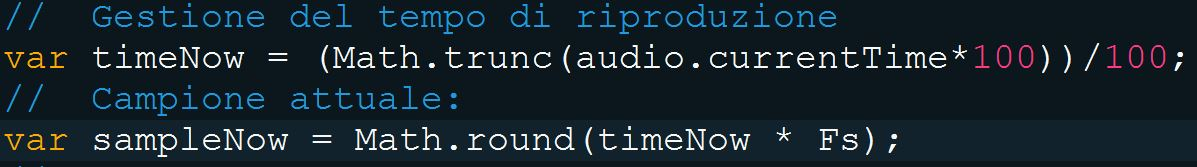 //  Gestione del tempo di riproduzione
var timeNow = (Math.trunc(audio.currentTime*100))/100;
//  Campione attuale:
var sampleNow = Math.round(timeNow * Fs);